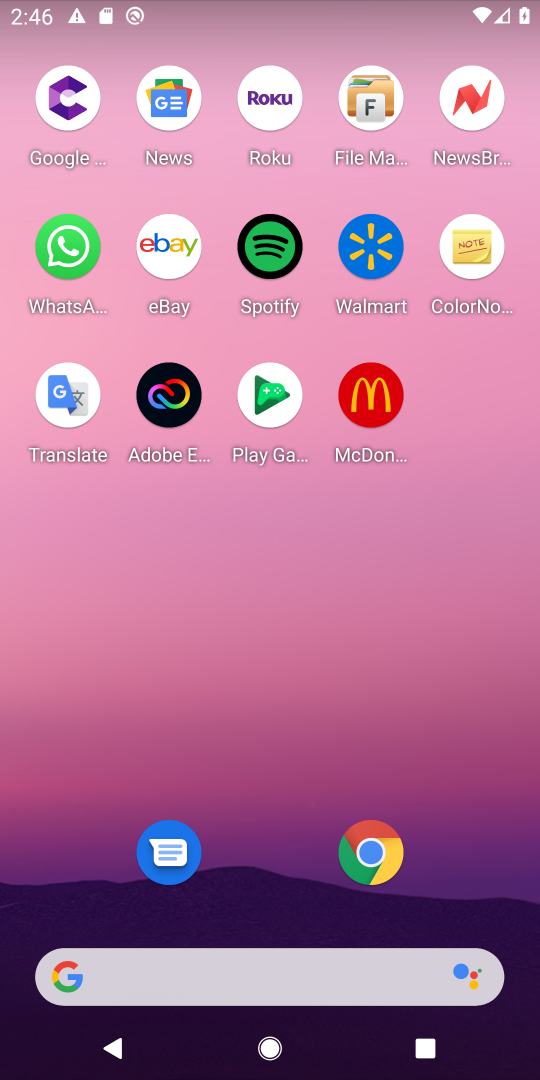 2:46
Google ...
News
Roku
File Ma...
NewsBr...
WhatsA...
eBay
Spotify
Walmart
ColorNo...
Translate
Adobe E...
Play Ga...
McDon...
Roku
F
ebay
NOTE
G